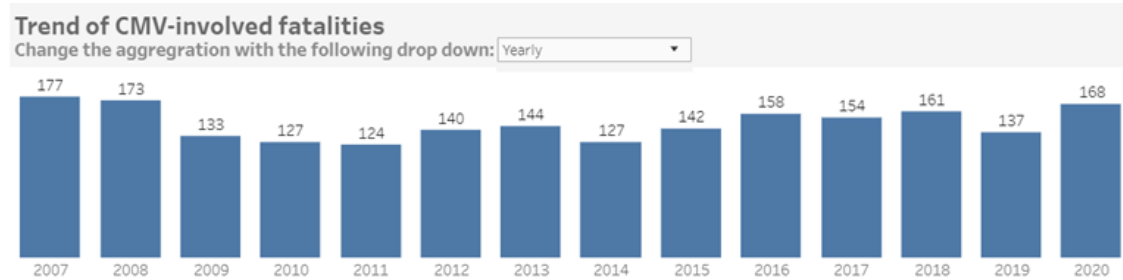 Trend of CMV-involved fatalities
Change the aggregration with the following drop down: Yearly
177 173 133 127 124 140 144 127 142 158 154 161 137 168
2007 2008 2009 2010 2011 2012 2013 2014 2015 2016 2017 2018 2019 2020